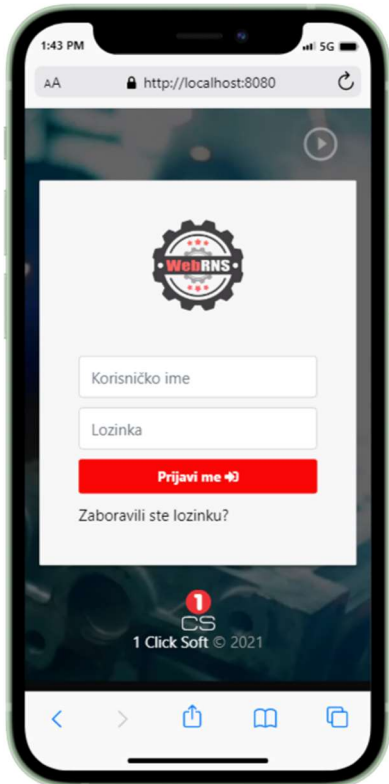 1:43 PM
5G
AA
http://localhost:8080
WebRNS
Korisničko ime
Lozinka
Prijavi me
Zaboravili ste lozinku?
1
CS
1 Click Soft © 2021